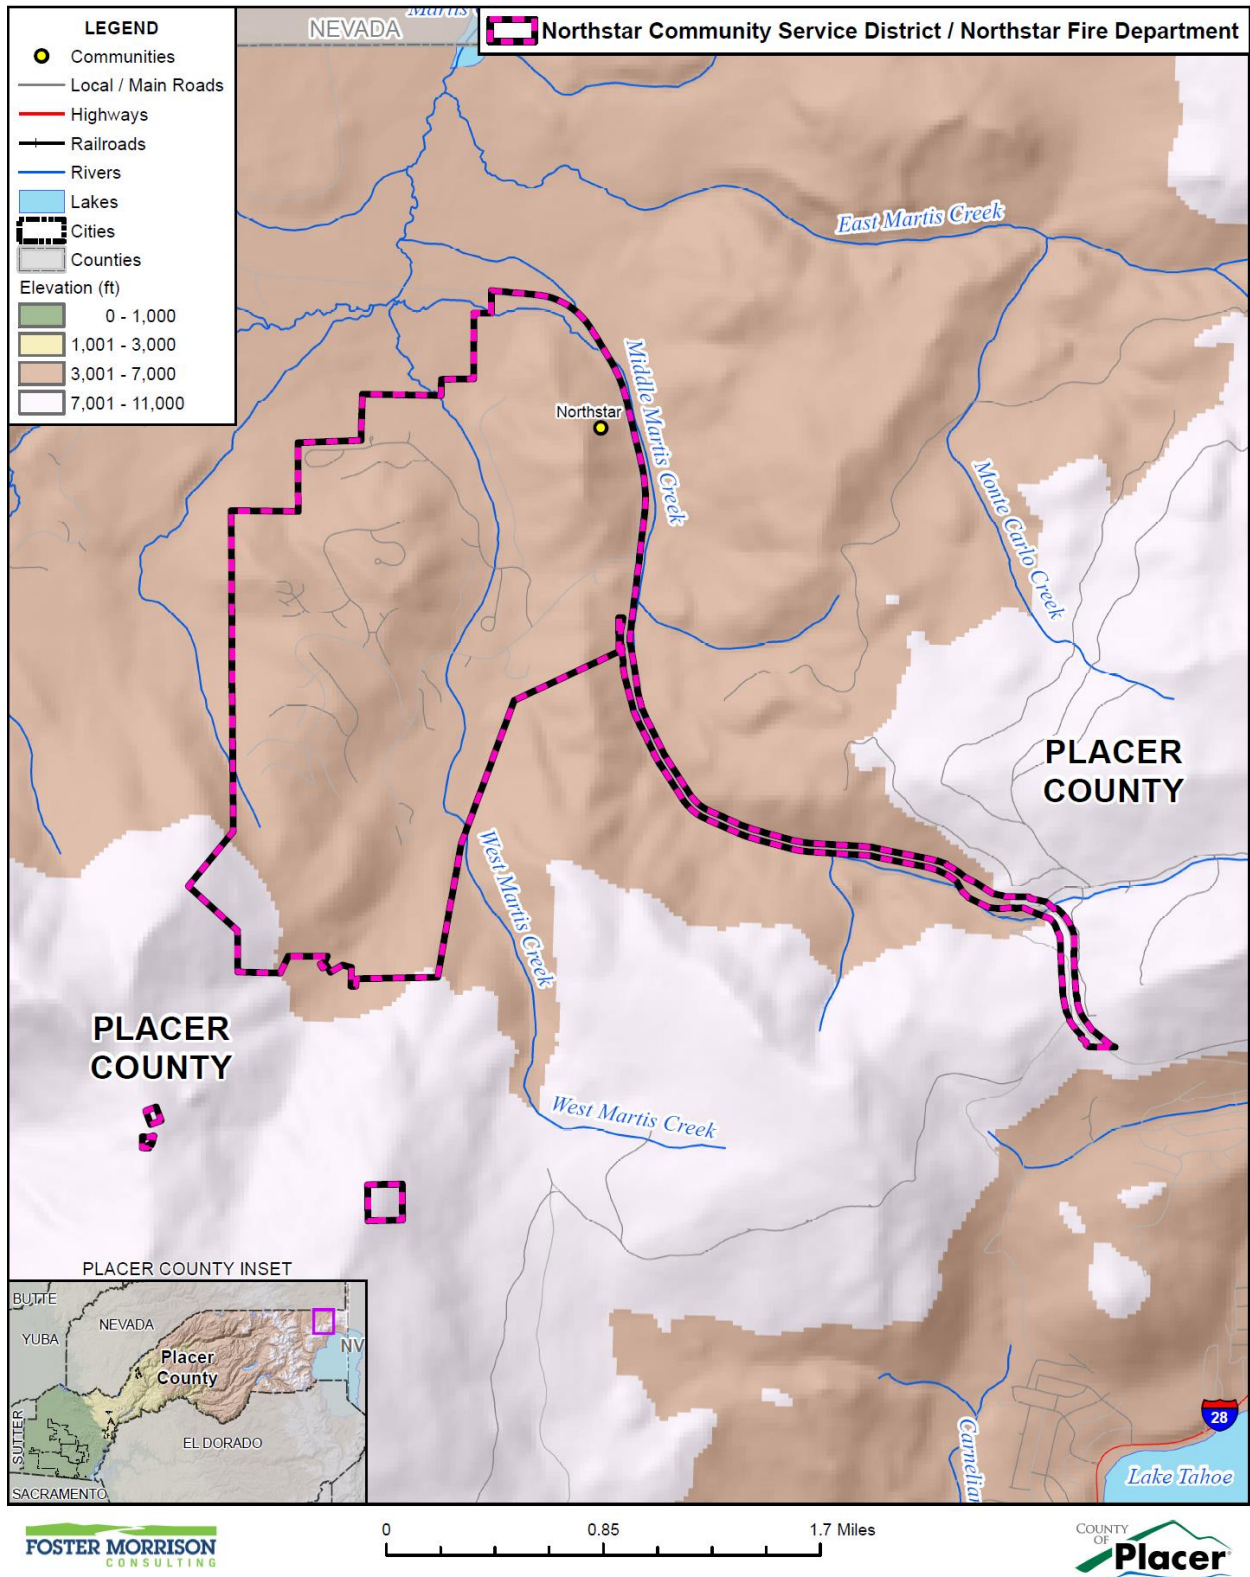 Martis
NEVADA
Northstar Community Service District / Northstar Fire Department
LEGEND
Communities
Local / Main Roads
Highways
Railroads
Rivers
Lakes
Cities
Counties
Elevation (ft)
0 - 1,000
1,001 - 3,000
3,001 - 7,000
7,001 - 11,000
East Martis Creek
Middle Martis Creek
Northstar
Monte Carlo Creek
PLACER
COUNTY
West Martis Creek
PLACER
COUNTY
West Martis Creek
PLACER COUNTY INSET
BUTTE
YUBA
NEVADA
NV
Placer
County
SUTTER
EL DORADO
SACRAMENTO
28
Carnelian
Lake Tahoe
FOSTER MORRISON
CONSULTING
0
0.85
1.7 Miles
COUNTY
OF
Placer